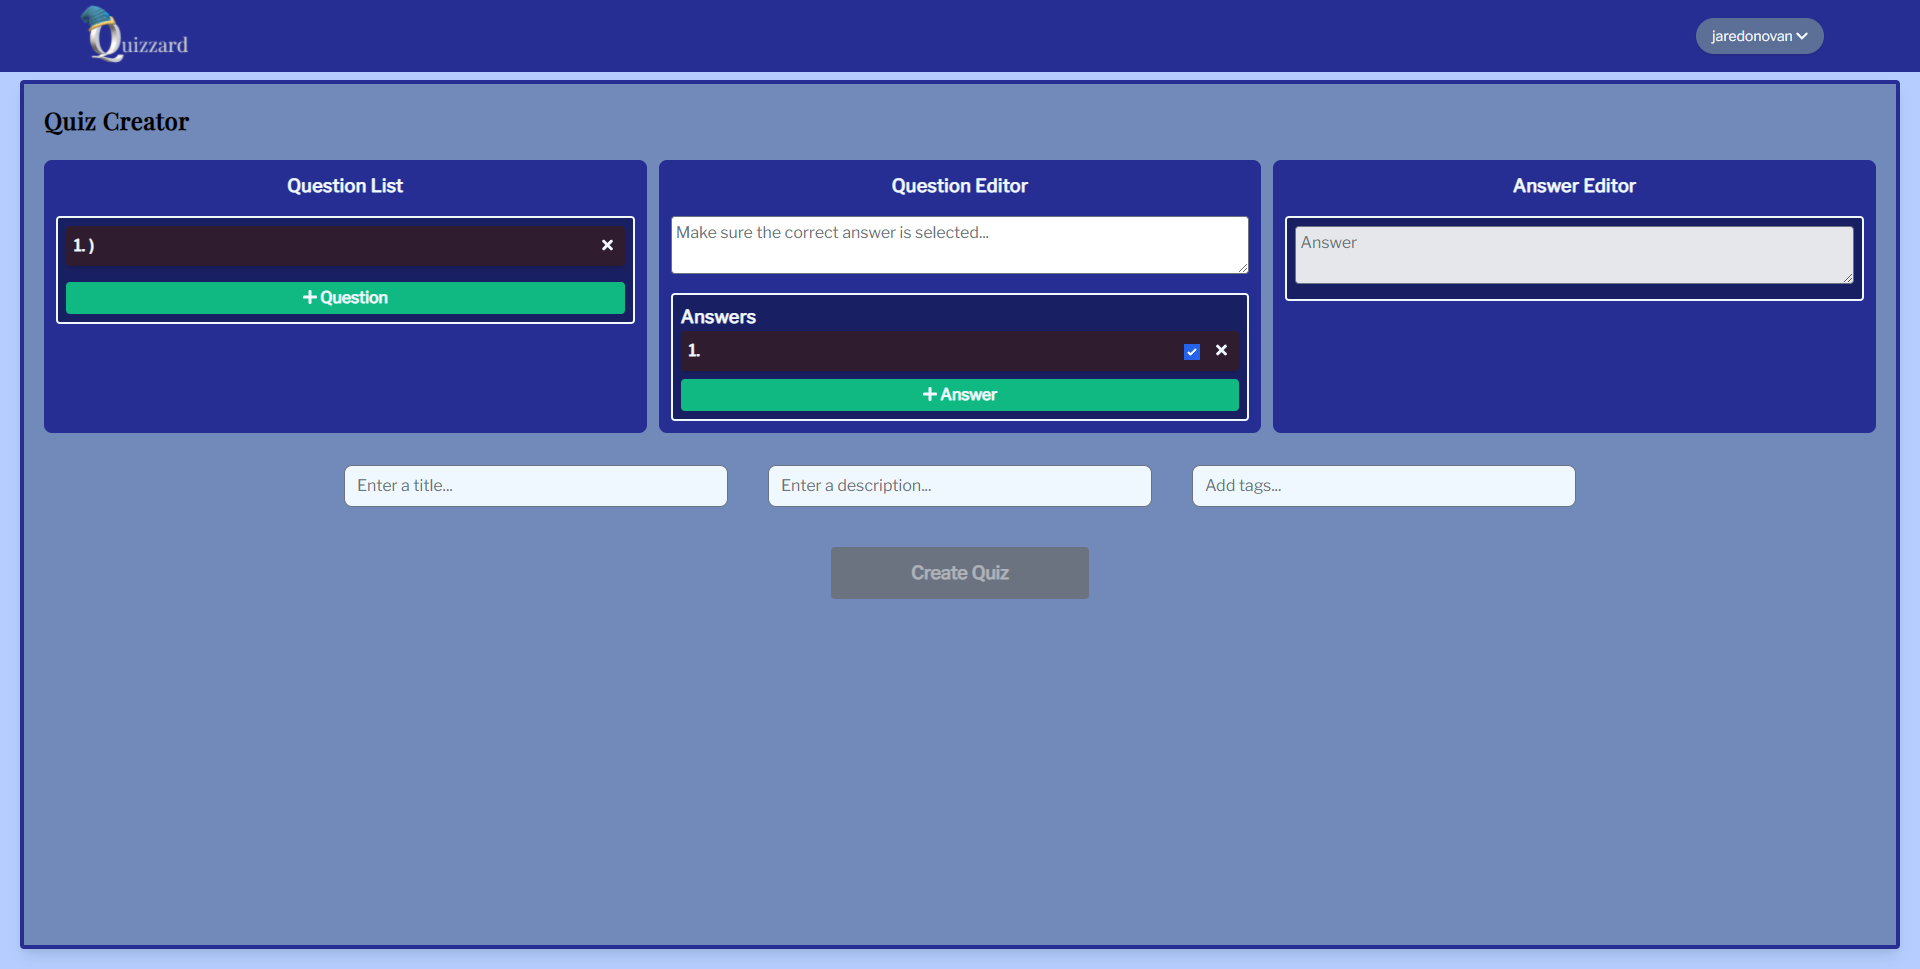 Quizzard
jaredonovan
Quiz Creator
Question List
1. )
Question
Question Editor
Make sure the correct answer is selected...
Answers
1.
Answer
Answer Editor
Answer
Enter a title...
Enter a description...
Add tags...
Create Quiz